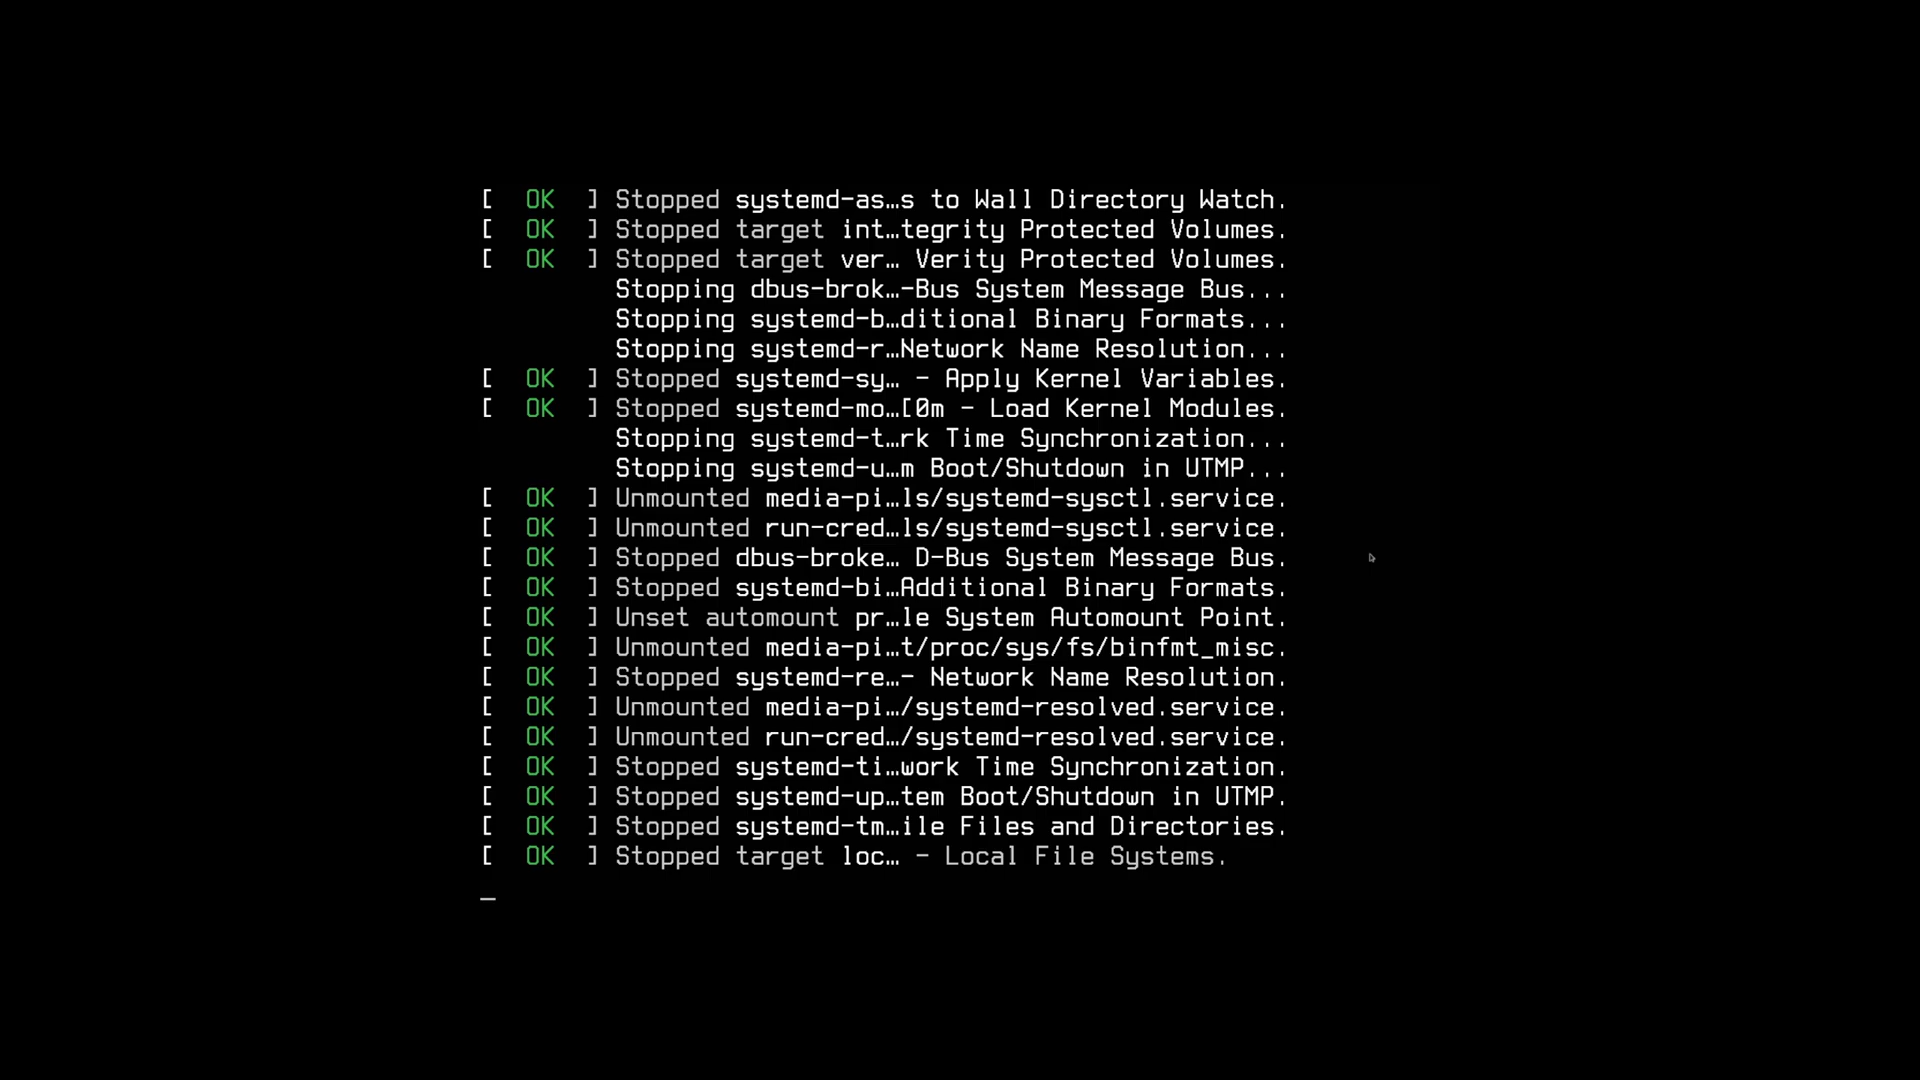 [  OK  ] Stopped systemd-as…s to Wall Directory Watch.
[  OK  ] Stopped target int…tegrity Protected Volumes.
[  OK  ] Stopped target ver… Verity Protected Volumes.
         Stopping dbus-brok…-Bus System Message Bus...
         Stopping systemd-b…ditional Binary Formats...
         Stopping systemd-r…Network Name Resolution...
[  OK  ] Stopped systemd-sy… - Apply Kernel Variables.
[  OK  ] Stopped systemd-mo…[0m - Load Kernel Modules.
         Stopping systemd-t…rk Time Synchronization...
         Stopping systemd-u…m Boot/Shutdown in UTMP...
[  OK  ] Unmounted media-pi…ls/systemd-sysctl.service.
[  OK  ] Unmounted run-cred…ls/systemd-sysctl.service.
[  OK  ] Stopped dbus-broke… D-Bus System Message Bus.
[  OK  ] Stopped systemd-bi…Additional Binary Formats.
[  OK  ] Unset automount pr…le System Automount Point.
[  OK  ] Unmounted media-pi…t/proc/sys/fs/binfmt_misc.
[  OK  ] Stopped systemd-re…- Network Name Resolution.
[  OK  ] Unmounted media-pi…/systemd-resolved.service.
[  OK  ] Unmounted run-cred…/systemd-resolved.service.
[  OK  ] Stopped systemd-ti…work Time Synchronization.
[  OK  ] Stopped systemd-up…tem Boot/Shutdown in UTMP.
[  OK  ] Stopped systemd-tm…ile Files and Directories.
[  OK  ] Stopped target loc… - Local File Systems.
_